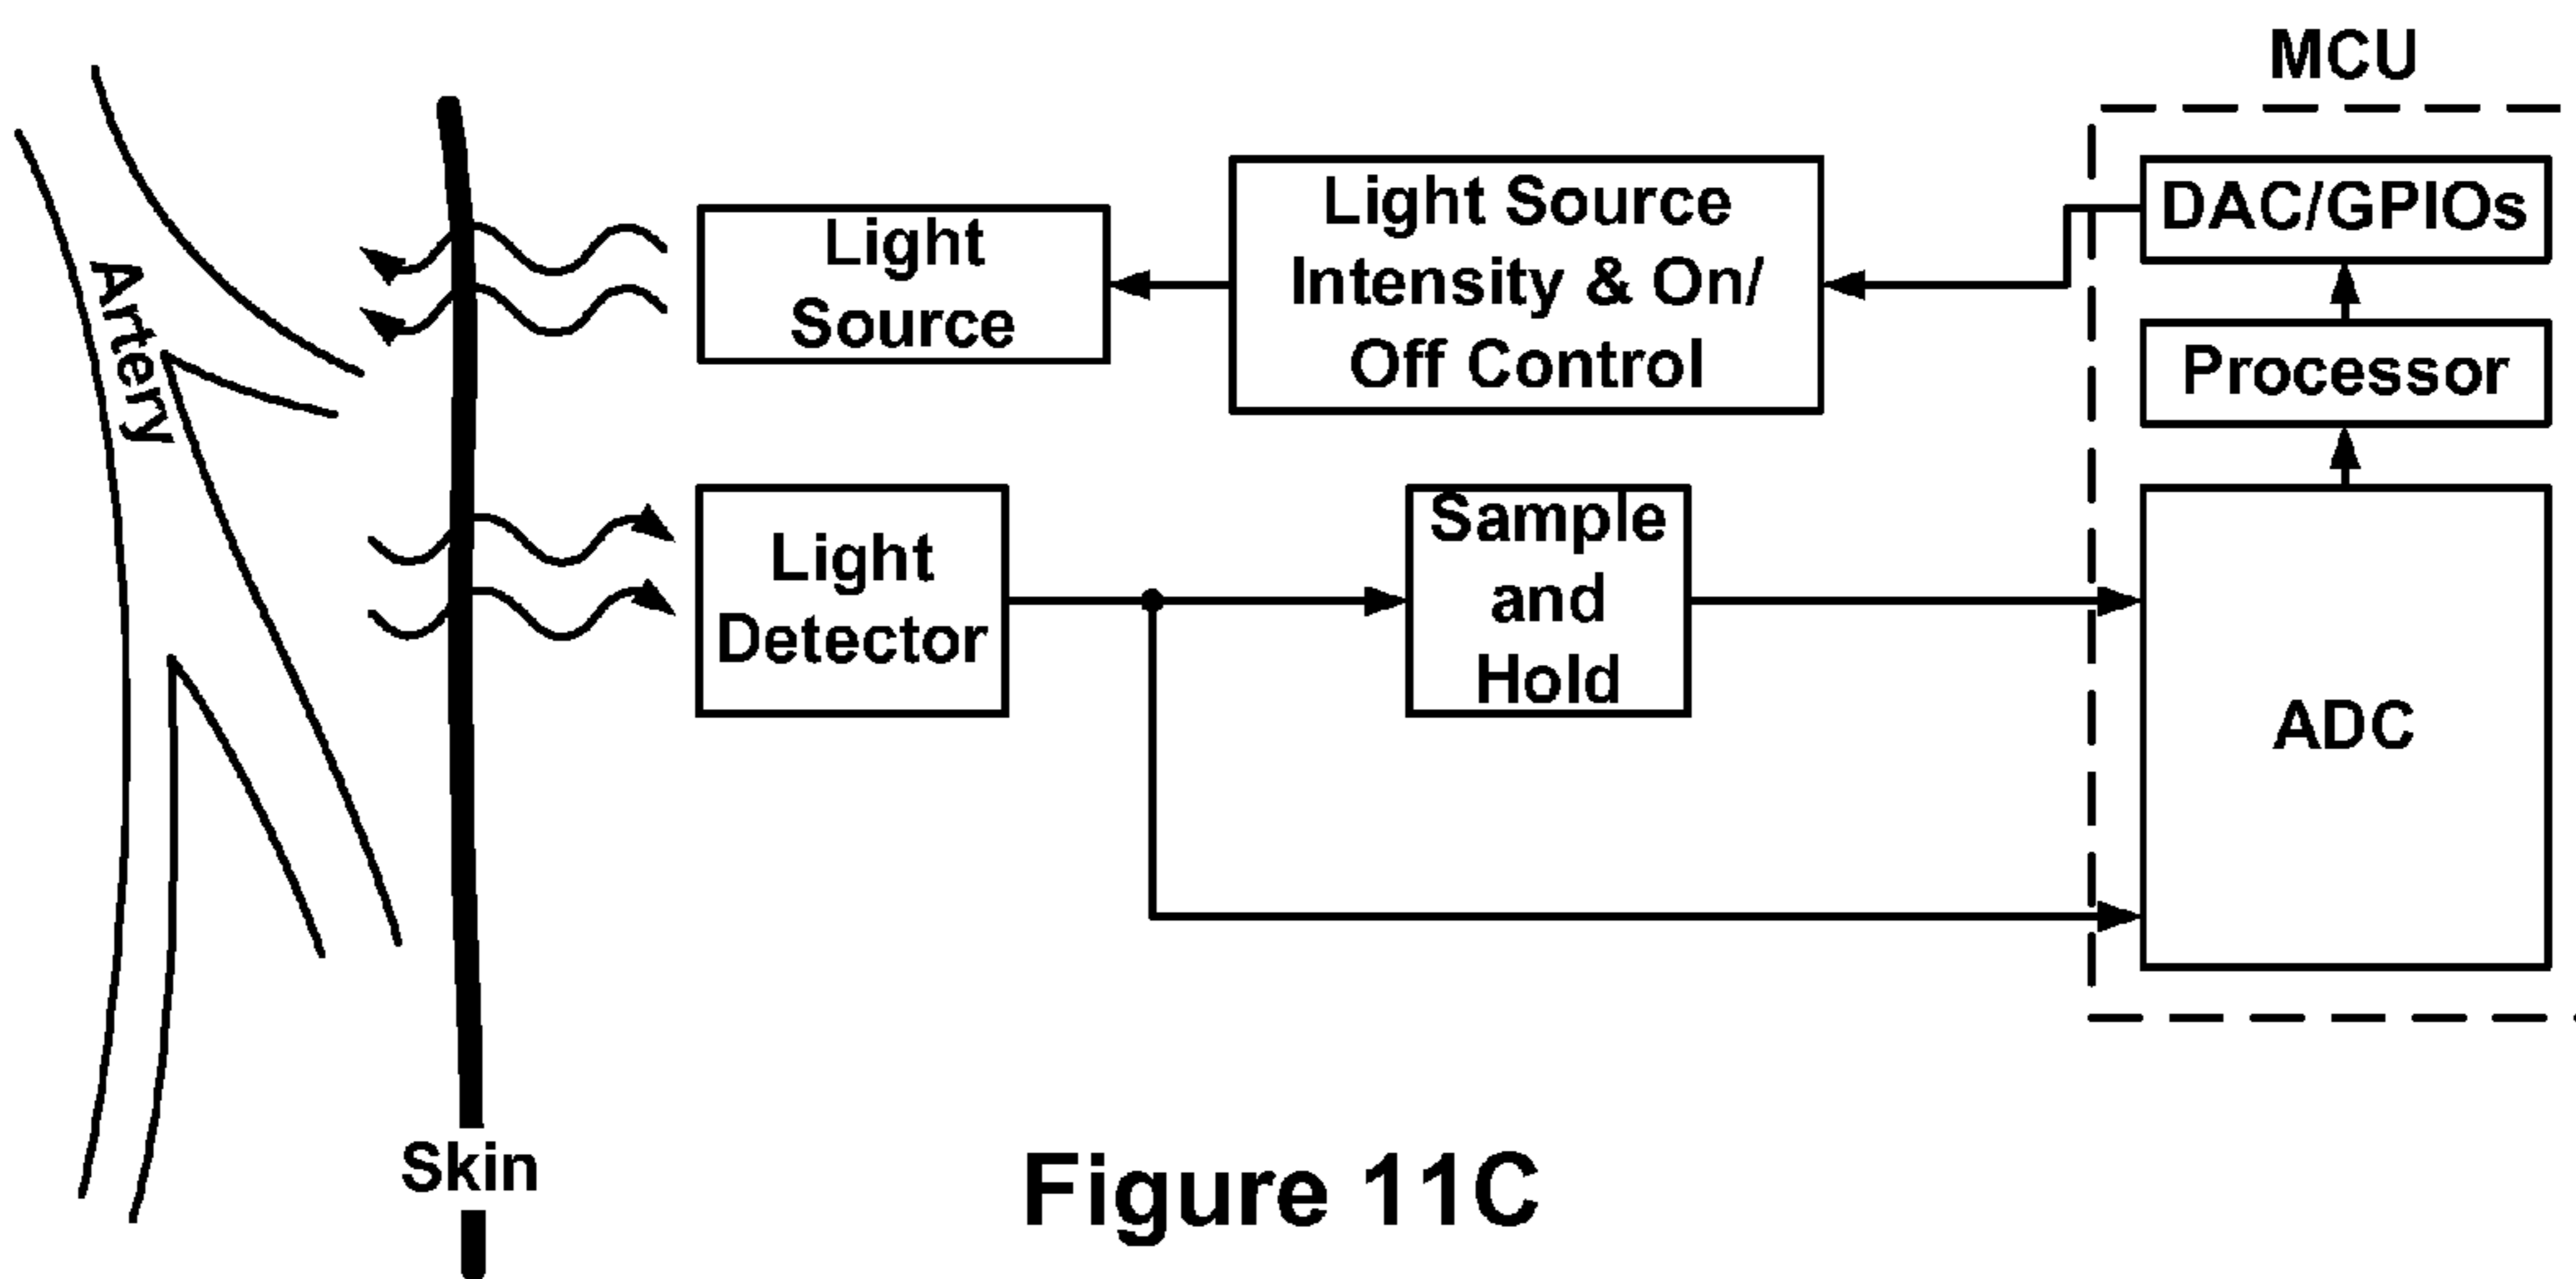 MCU
Artery
Light
Source
Light Source
Intensity & On/
Off Control
DAC/GPIOs
Processor
Light
Detector
Sample
and
Hold
ADC
Skin
Figure 11C